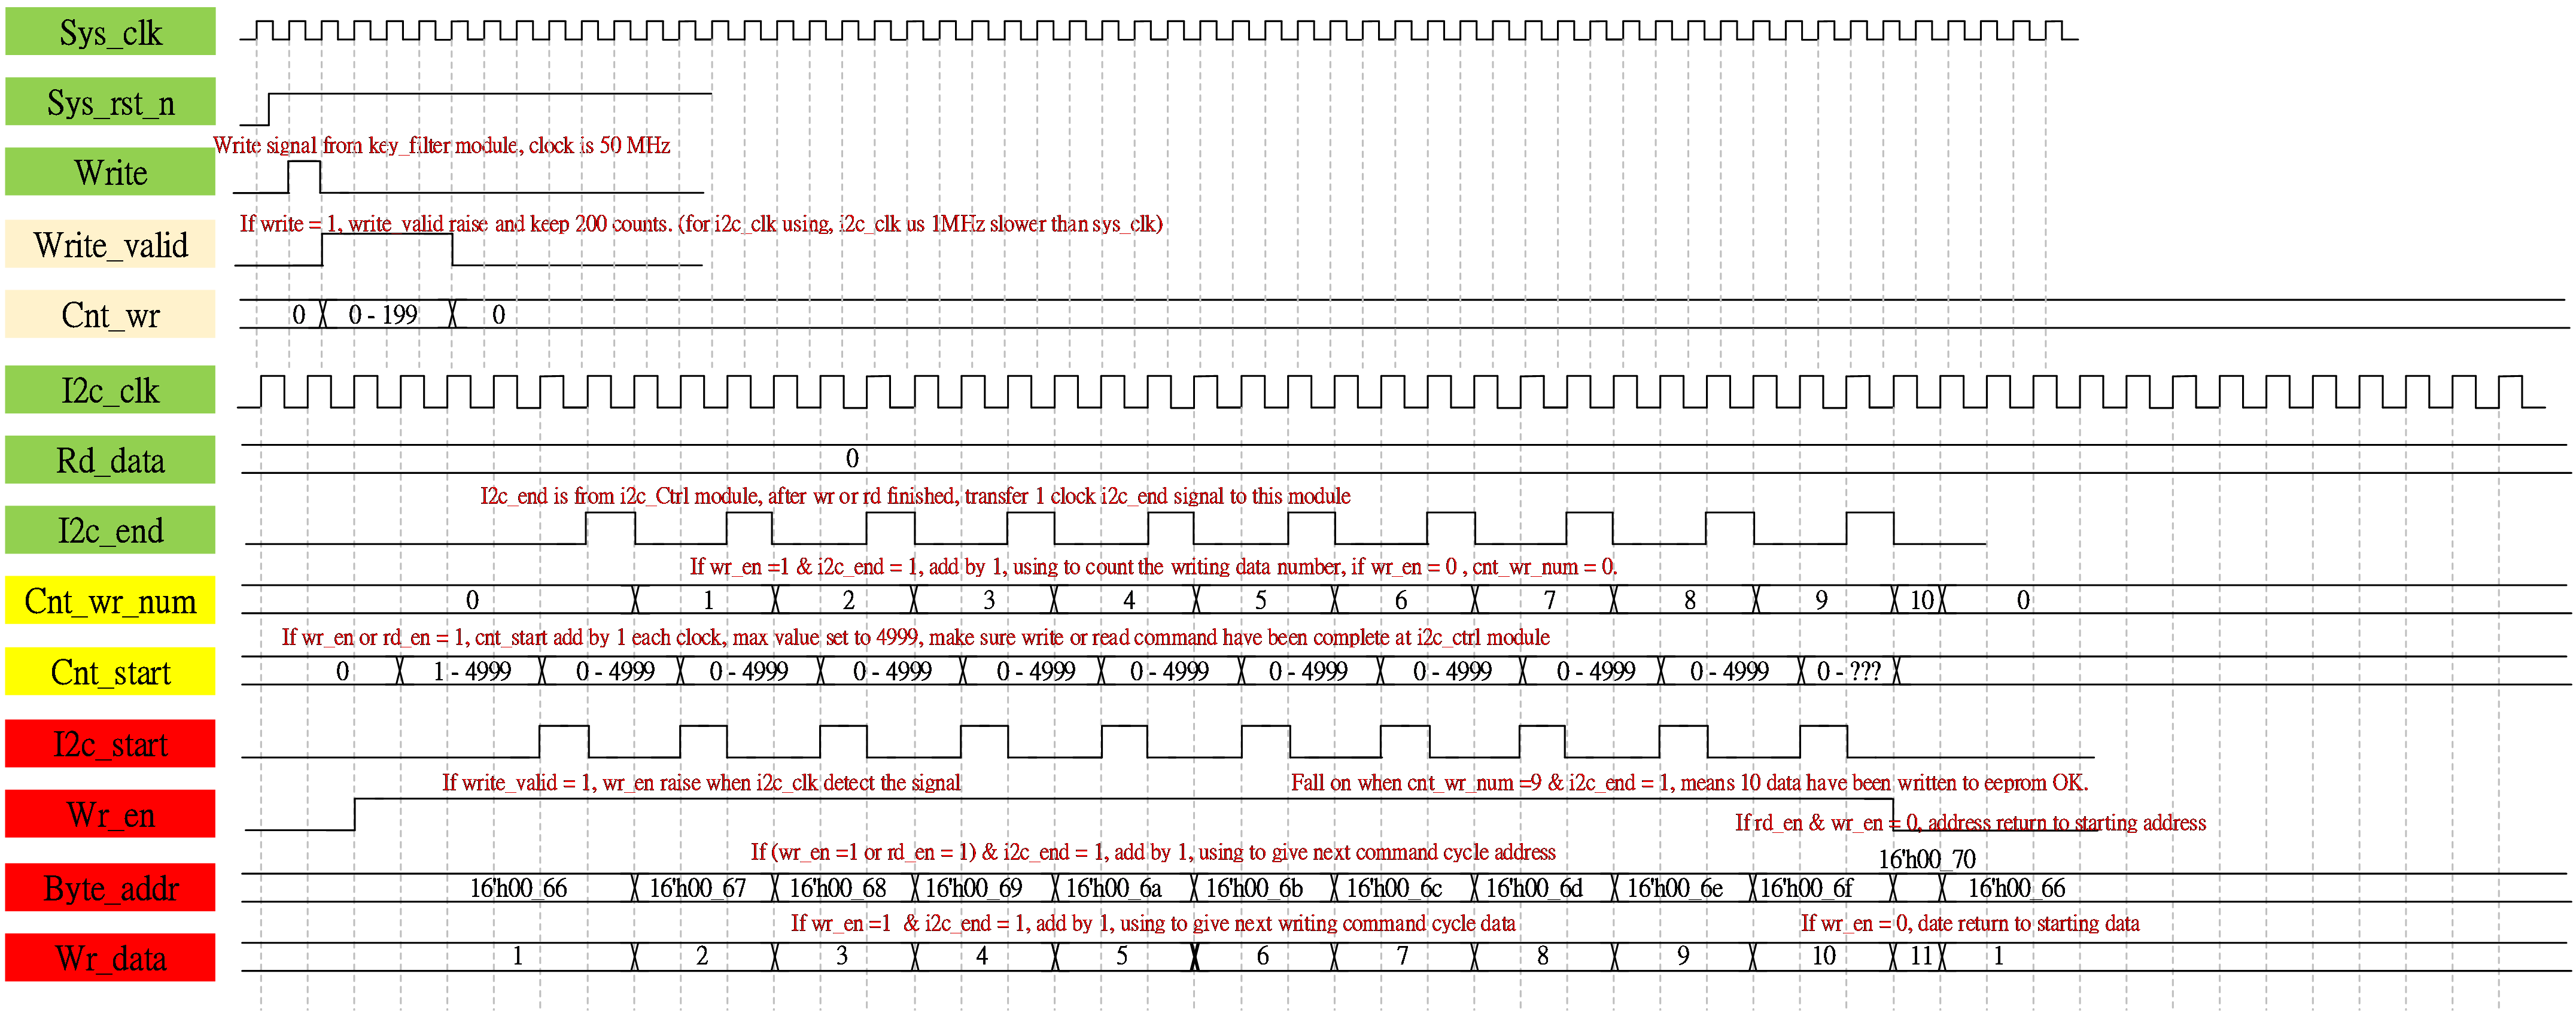 Sys_clk
Sys_rst_n
Write signal from key_filter module, clock is 50 MHz
Write
If write = 1, write_valid raise and keep 200 counts. (for i2c_clk using, i2c_clk us 1MHz slower than sys_clk)
Write_valid
Cnt_wr 0 0 - 199 0
I2c_clk
Rd_data 0
I2c_end is from i2c_Ctrl module, after wr or rd finished, transfer 1 clock i2c_end signal to this module
I2c_end
If wr_en =1 & i2c_end = 1, add by 1, using to count the writing data number, if wr_en = 0 , cnt_wr_num = 0.
Cnt_wr_num 0 1 2 3 4 5 6 7 8 9 10 0
If wr_en or rd_en = 1, cnt_start add by 1 each clock, max value set to 4999, make sure write or read command have been complete at i2c_ctrl module
Cnt_start 0 1 - 4999 0 - 4999 0 - 4999 0 - 4999 0 - 4999 0 - 4999 0 - 4999 0 - 4999 0 - 4999 0 - 4999 0 - ???
I2c_start
If write_valid = 1, wr_en raise when i2c_clk detect the signal Fall on when cnt_wr_num =9 & i2c_end = 1, means 10 data have been written to eeprom OK.
Wr_en
If rd_en & wr_en = 0, address return to starting address
If (wr_en =1 or rd_en = 1) & i2c_end = 1, add by 1, using to give next command cycle address
16'h00_70
Byte_addr 16'h00_66 16'h00_67 16'h00_68 16'h00_69 16'h00_6a 16'h00_6b 16'h00_6c 16'h00_6d 16'h00_6e 16'h00_6f 16'h00_66
If wr_en =1 & i2c_end = 1, add by 1, using to give next writing command cycle data If wr_en = 0, date return to starting data
Wr_data 1 2 3 4 5 6 7 8 9 10 11 1